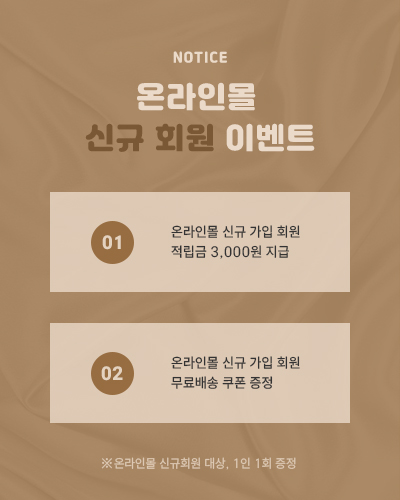 NOTICE
온라인몰
신규 회원 이벤트
01
온라인몰 신규 가입 회원
적립금 3,000원 지급
02
온라인몰 신규 가입 회원
무료배송 쿠폰 증정
※온라인몰 신규회원 대상, 1인 1회 증정